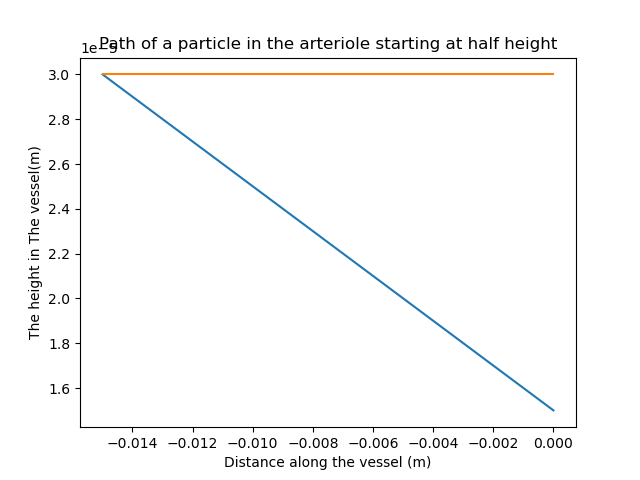 Path of a particle in the arteriole starting at half height
3.0
2.8
2.6
2.4
2.2
2.0
1.8
1.6
The height in The vessel(m)
−0.014 −0.012 −0.010 −0.008 −0.006 −0.004 −0.002 0.000
Distance along the vessel (m)